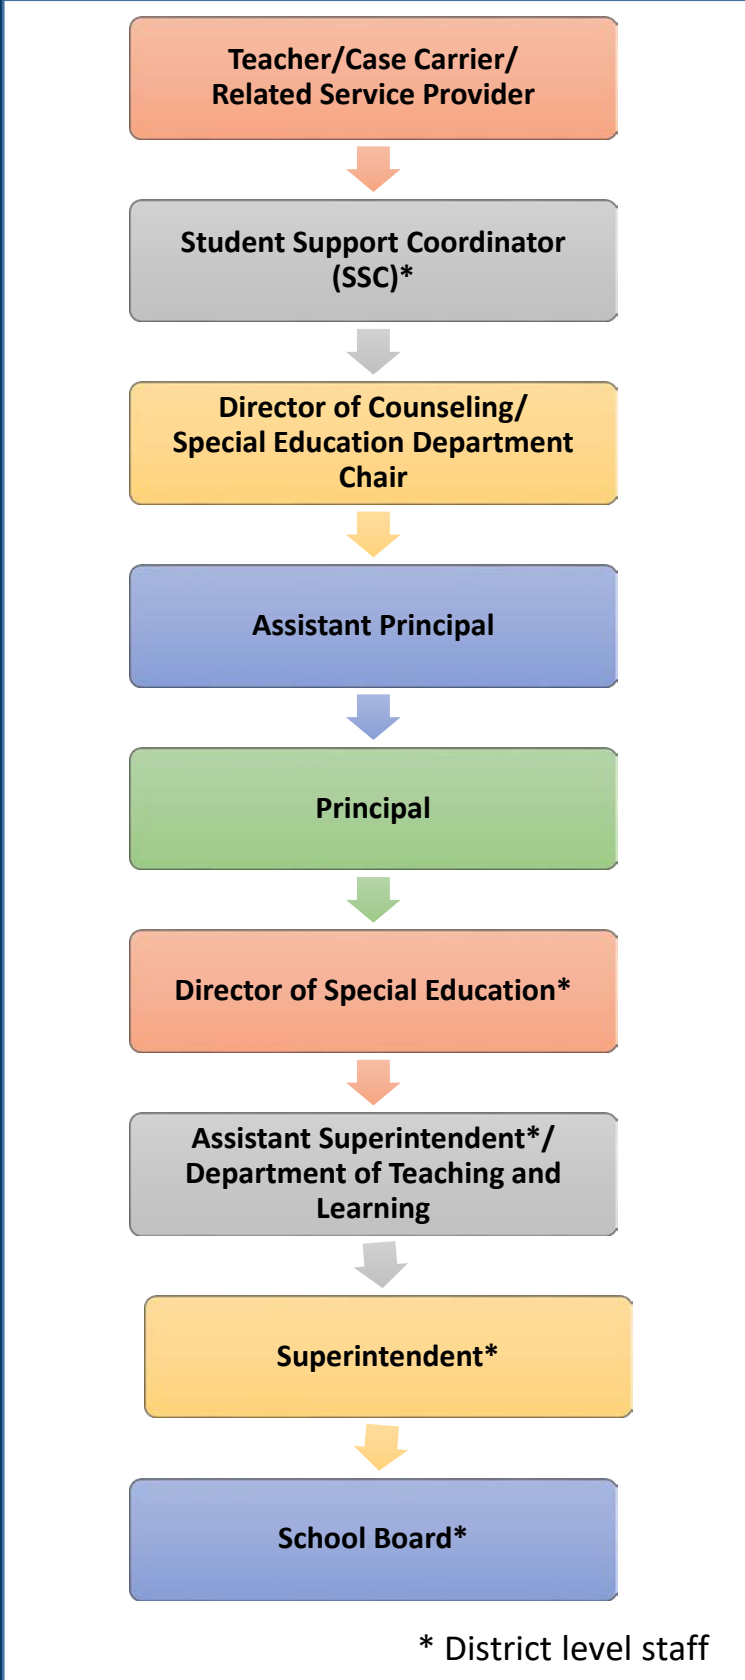 Teacher/Case Carrier/
Related Service Provider
Student Support Coordinator
(SSC)*
Director of Counseling/
Special Education Department
Chair
Assistant Principal
Principal
Director of Special Education*
Assistant Superintendent*/
Department of Teaching and
Learning
Superintendent*
School Board*
* District level staff